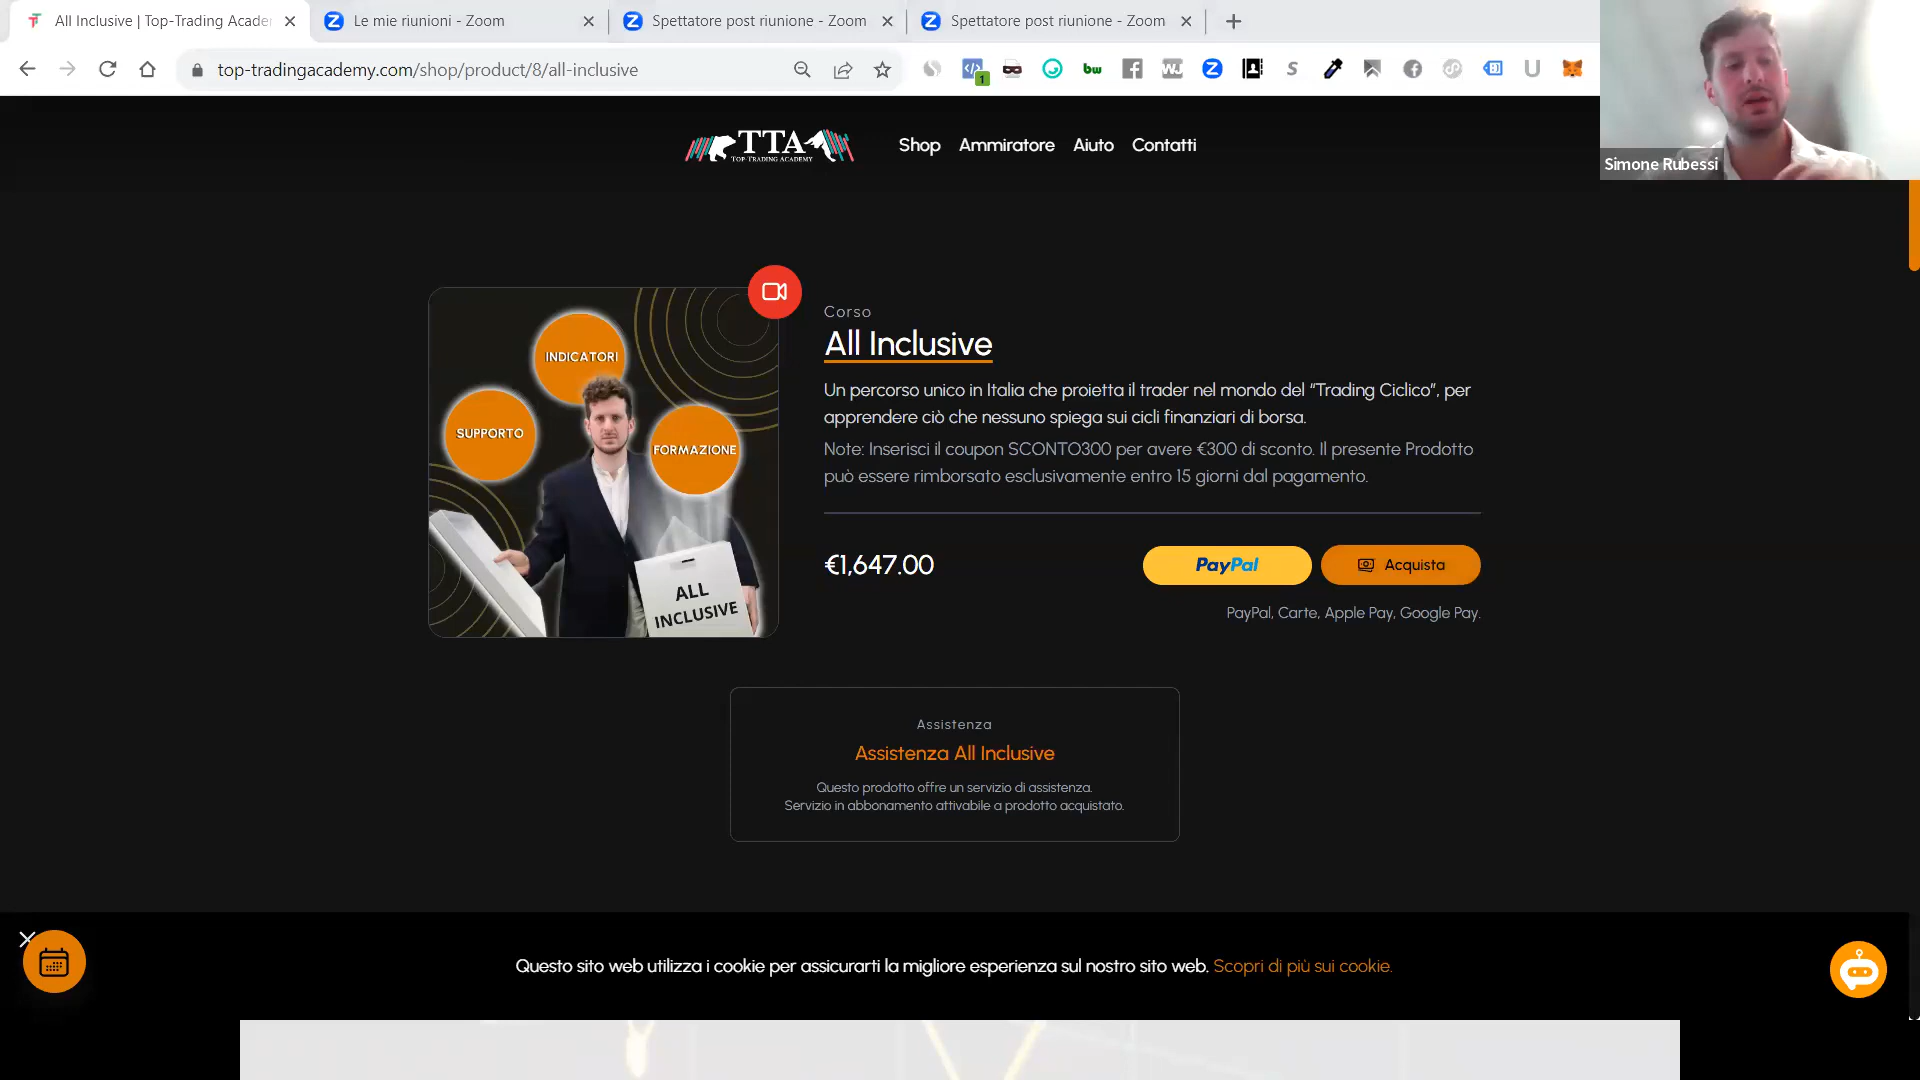 All Inclusive | Top-Trading Acade
Le mie riunioni - Zoom
Spettatore post riunione - Zoom
Spettatore post riunione - Zoom
top-tradingacademy.com/shop/product/8/all-inclusive
1
bw
WJ
S
U
Simone Rubessi
TTA
TOP-TRADING ACADEMY
Shop
Ammiratore
Aiuto
Contatti
INDICATORI
SUPPORTO
FORMAZIONE
ALL
INCLUSIVE
Corso
All Inclusive
Un percorso unico in Italia che proietta il trader nel mondo del “Trading Ciclico”, per
apprendere ciò che nessuno spiega sui cicli finanziari di borsa.
Note: Inserisci il coupon SCONTO300 per avere €300 di sconto. Il presente Prodotto
può essere rimborsato esclusivamente entro 15 giorni dal pagamento.
€1,647.00
PayPal
Acquista
PayPal, Carte, Apple Pay, Google Pay.
Assistenza
Assistenza All Inclusive
Questo prodotto offre un servizio di assistenza.
Servizio in abbonamento attivabile a prodotto acquistato.
Questo sito web utilizza i cookie per assicurarti la migliore esperienza sul nostro sito web. Scopri di più sui cookie.